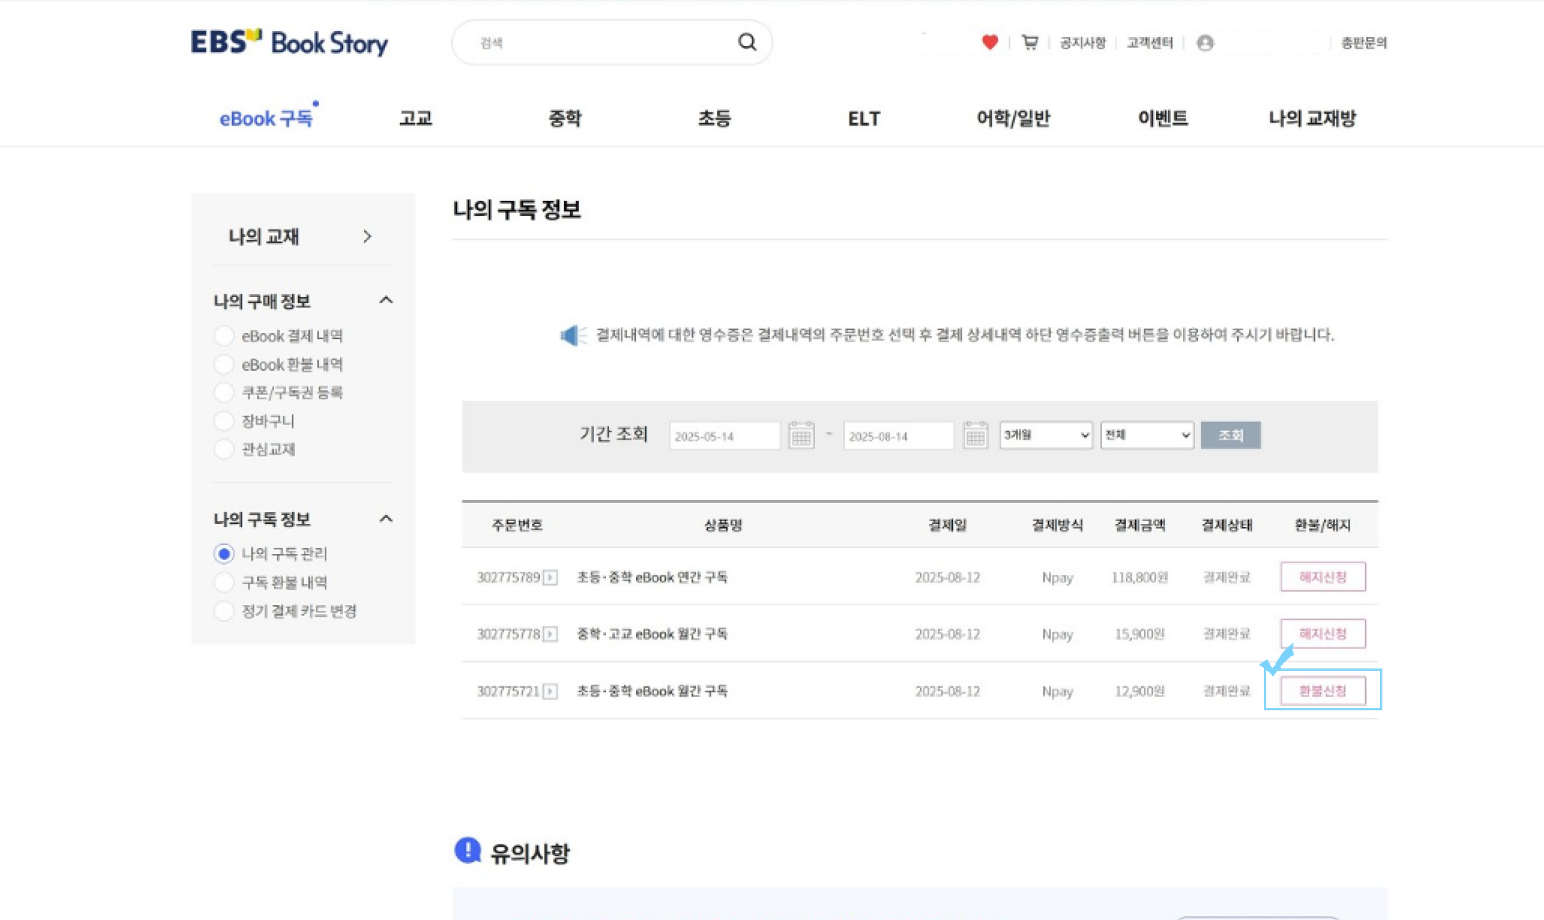 EBS Book Story
검색
공지사항
고객센터
총판문의
eBook 구독
고교
중학
초등
ELT
어학/일반
이벤트
나의 교재방
나의 교재
나의 구매 정보
eBook 결제 내역
eBook 환불 내역
쿠폰/구독권 등록
장바구니
관심교재
나의 구독 정보
나의 구독 관리
구독 환불 내역
정기 결제 카드 변경
나의 구독 정보
결제내역에 대한 영수증은 결제내역의 주문번호 선택 후 결제 상세내역 하단 영수증출력 버튼을 이용하여 주시기 바랍니다.
기간 조회 2025-05-14 ~ 2025-08-14 3개월 전체 조회
주문번호 상품명 결제일 결제방식 결제금액 결제상태 환불/해지
302775789 초등·중학 eBook 연간 구독 2025-08-12 Npay 118,800원 결제완료 해지신청
302775778 중학·고교 eBook 월간 구독 2025-08-12 Npay 15,900원 결제완료 해지신청
302775721 초등·중학 eBook 월간 구독 2025-08-12 Npay 12,900원 결제완료 환불신청
유의사항